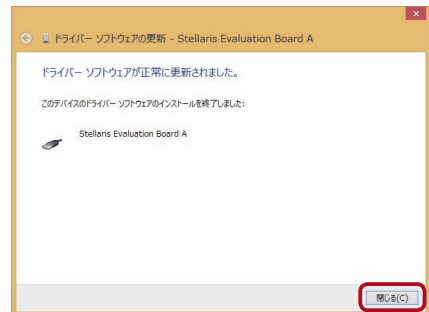 ドライバー ソフトウェアの更新 - Stellaris Evaluation Board A
ドライバー ソフトウェアが正常に更新されました。
このデバイスのドライバー ソフトウェアのインストールを終了しました:
Stellaris Evaluation Board A
閉じる(C)